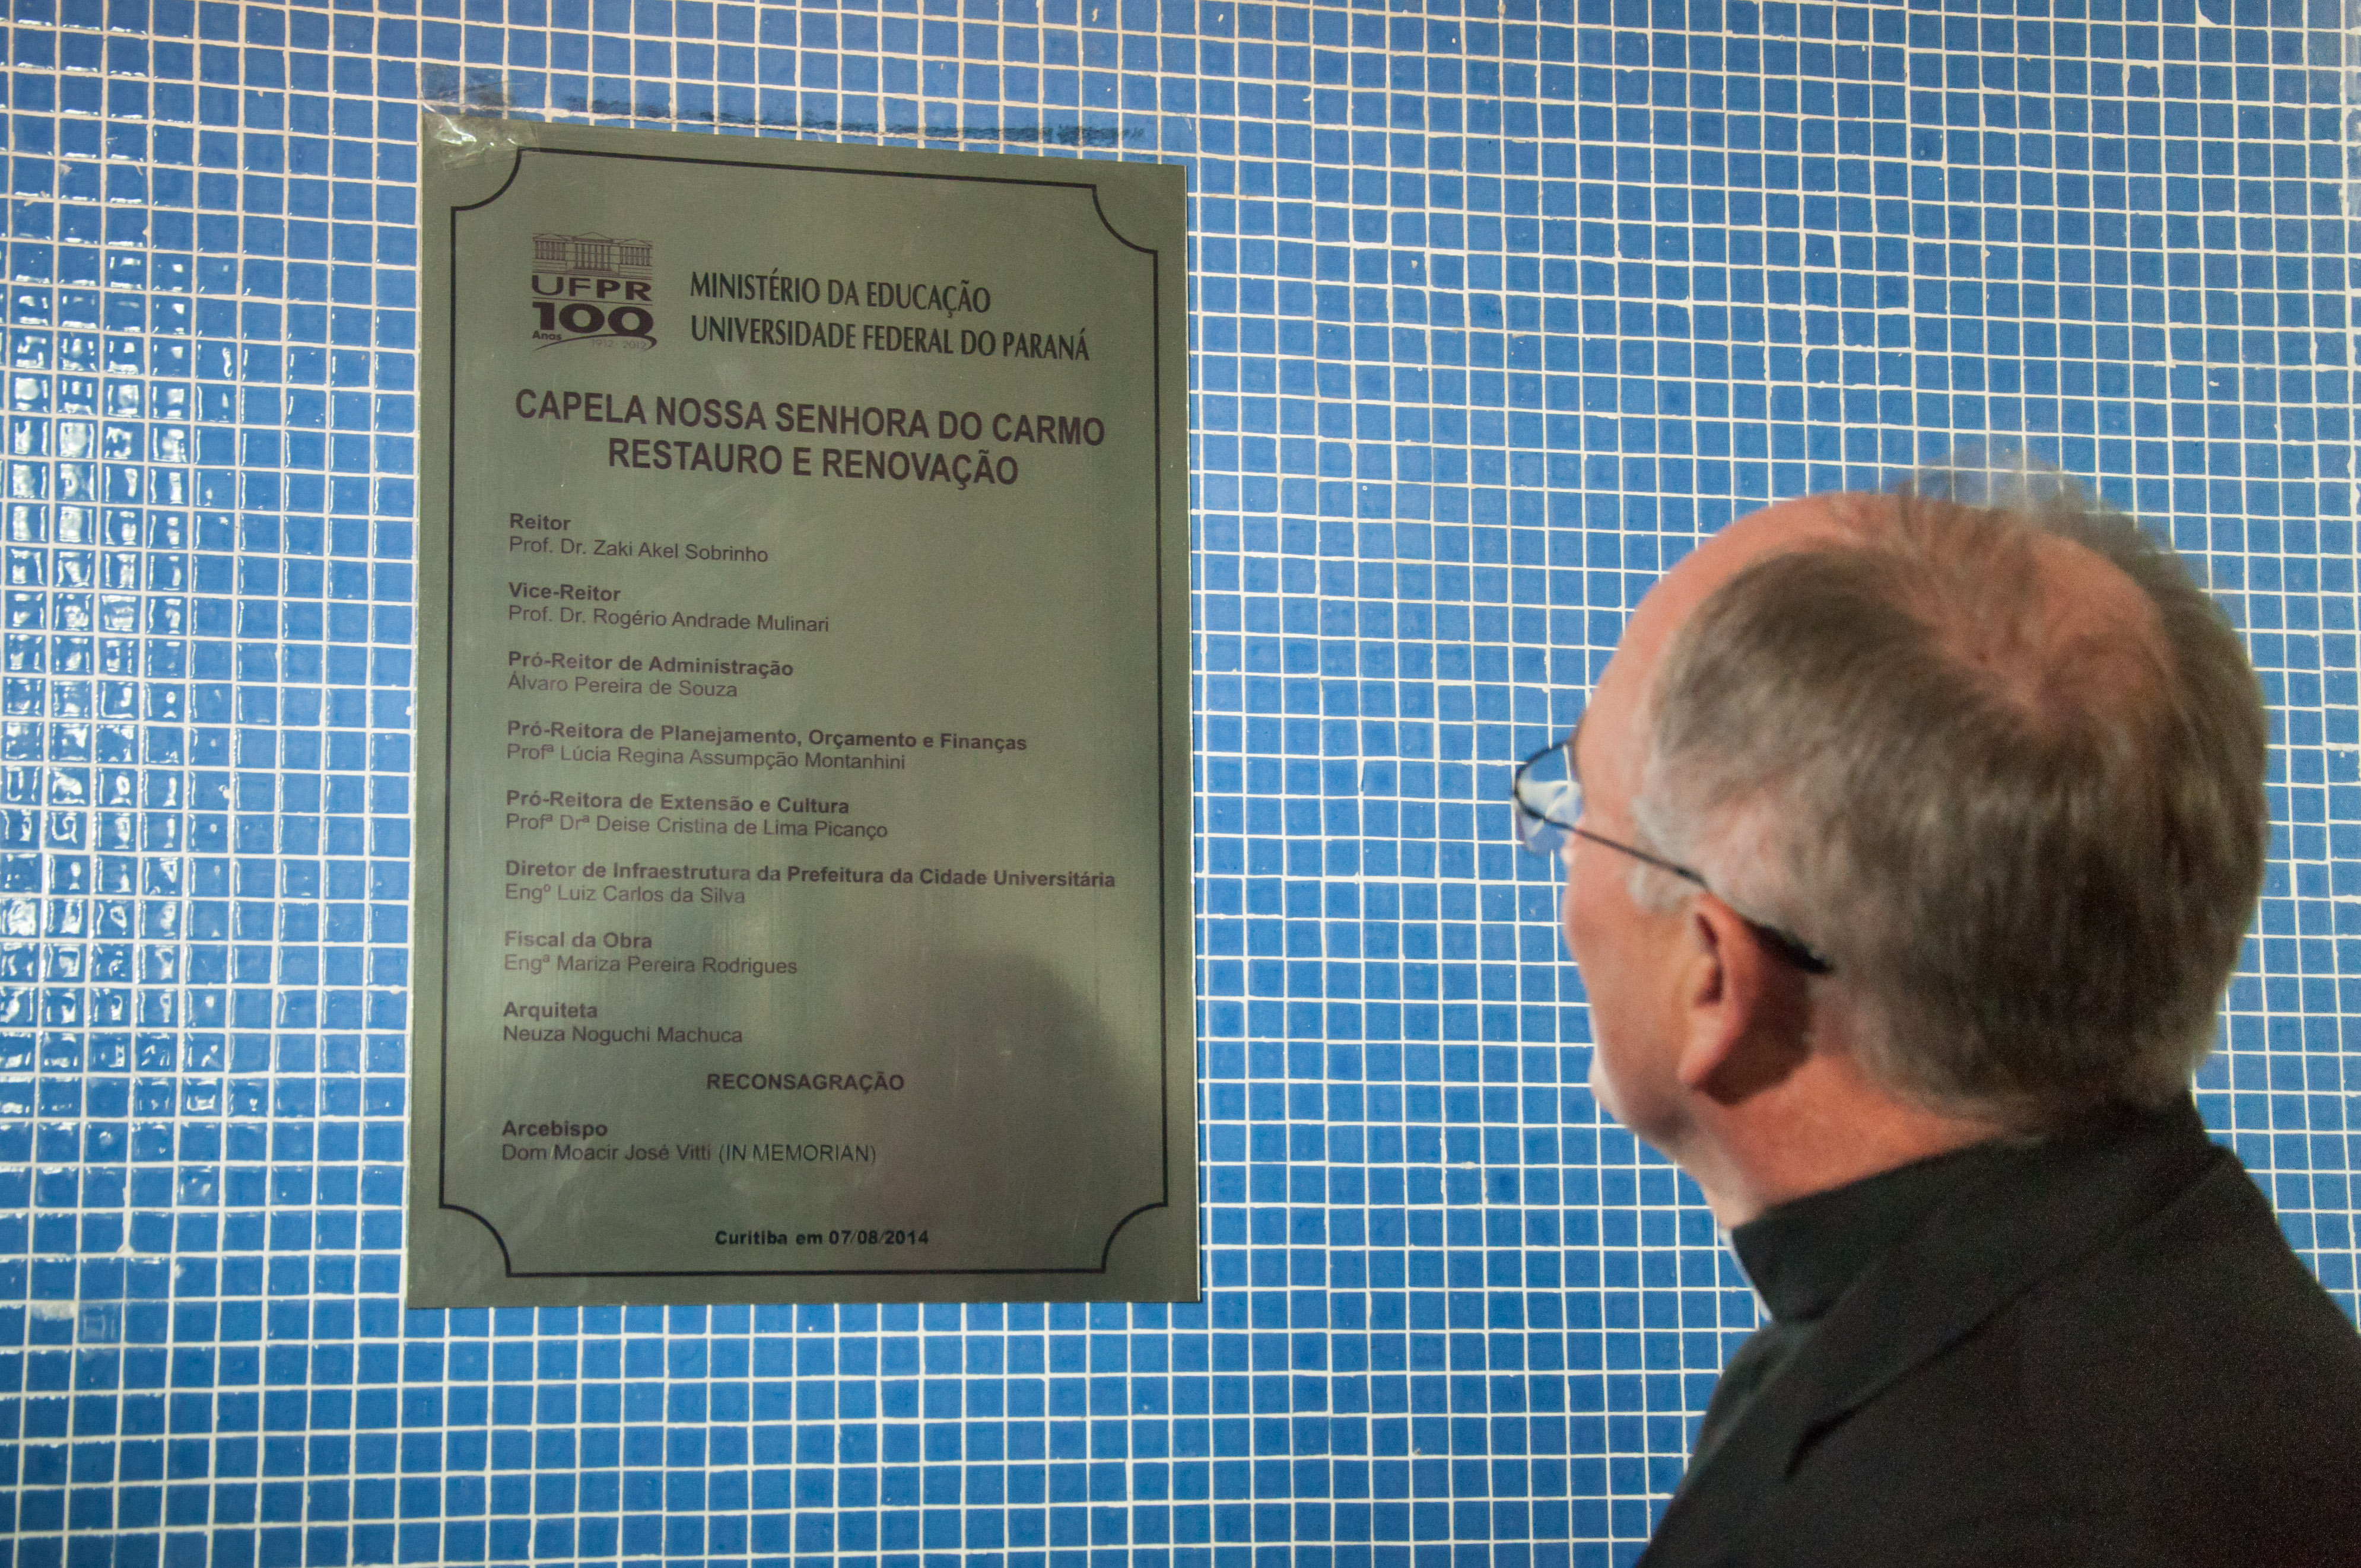 UFPR
100
Anos 1912 - 2012
MINISTÉRIO DA EDUCAÇÃO
UNIVERSIDADE FEDERAL DO PARANÁ
CAPELA NOSSA SENHORA DO CARMO
RESTAURO E RENOVAÇÃO
Reitor
Prof. Dr. Zaki Akel Sobrinho
Vice-Reitor
Prof. Dr. Rogério Andrade Mulinari
Pró-Reitor de Administração
Álvaro Pereira de Souza
Pró-Reitora de Planejamento, Orçamento e Finanças
Profª Lúcia Regina Assumpção Montanhini
Pró-Reitora de Extensão e Cultura
Profª Drª Deise Cristina de Lima Picanço
Diretor de Infraestrutura da Prefeitura da Cidade Universitária
Engº Luiz Carlos da Silva
Fiscal da Obra
Engª Mariza Pereira Rodrigues
Arquiteta
Neuza Noguchi Machuca
RECONSAGRAÇÃO
Arcebispo
Dom Moacir José Vitti (IN MEMORIAN)
Curitiba em 07/08/2014